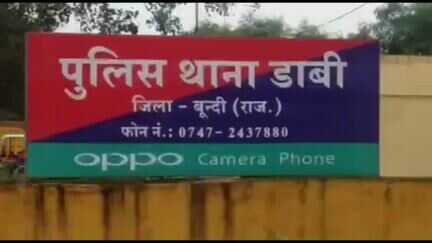 पुलिस थाना डाबी
जिला - बून्दी (राज.)
फोन नं.: 0747- 2437880
oppo Camera Phone